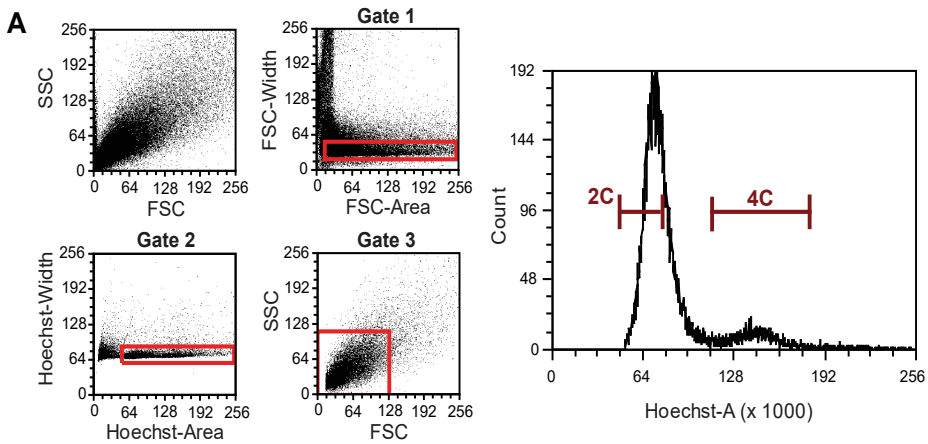 A
SSC
256
192
128
64
0
0 64 128 192 256
FSC
Gate 1
FSC-Width
256
192
128
64
0
0 64 128 192 256
FSC-Area
Gate 2
Hoechst-Width
256
192
128
64
0
0 64 128 192 256
Hoechst-Area
Gate 3
SSC
256
192
128
64
0
0 64 128 192 256
FSC
Count
192
144
96
48
0
2C 4C
0 64 128 192 256
Hoechst-A (x 1000)